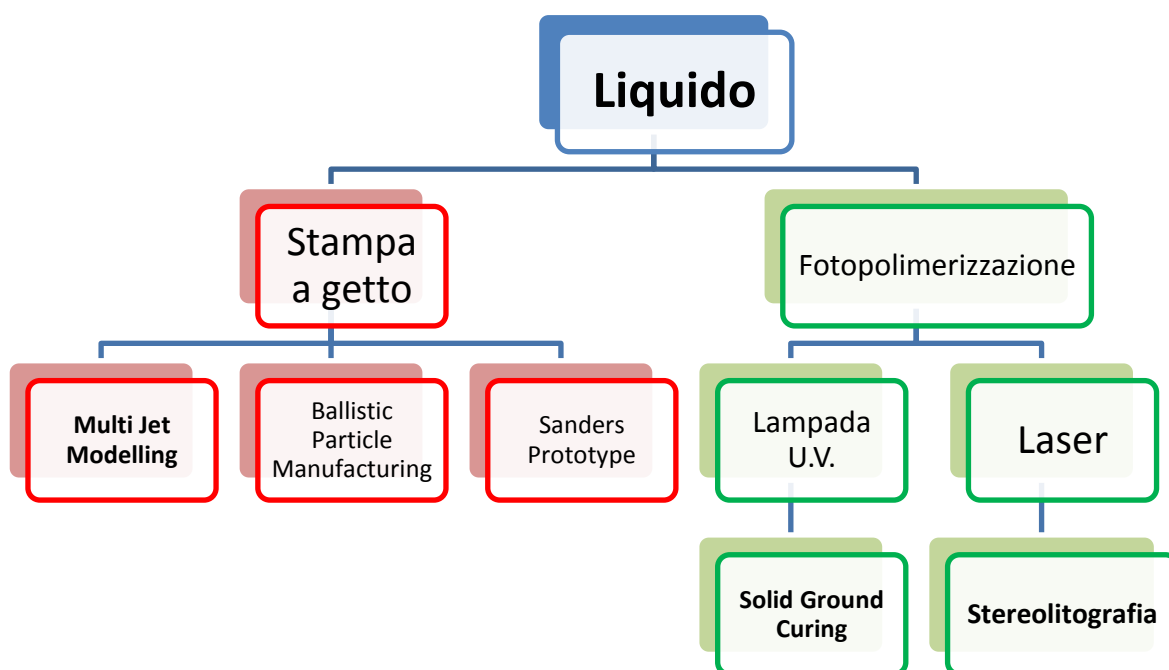 Liquido
Stampa
a getto
Fotopolimerizzazione
Multi Jet
Modelling
Ballistic
Particle
Manufacturing
Sanders
Prototype
Lampada
U.V.
Laser
Solid Ground
Curing
Stereolitografia